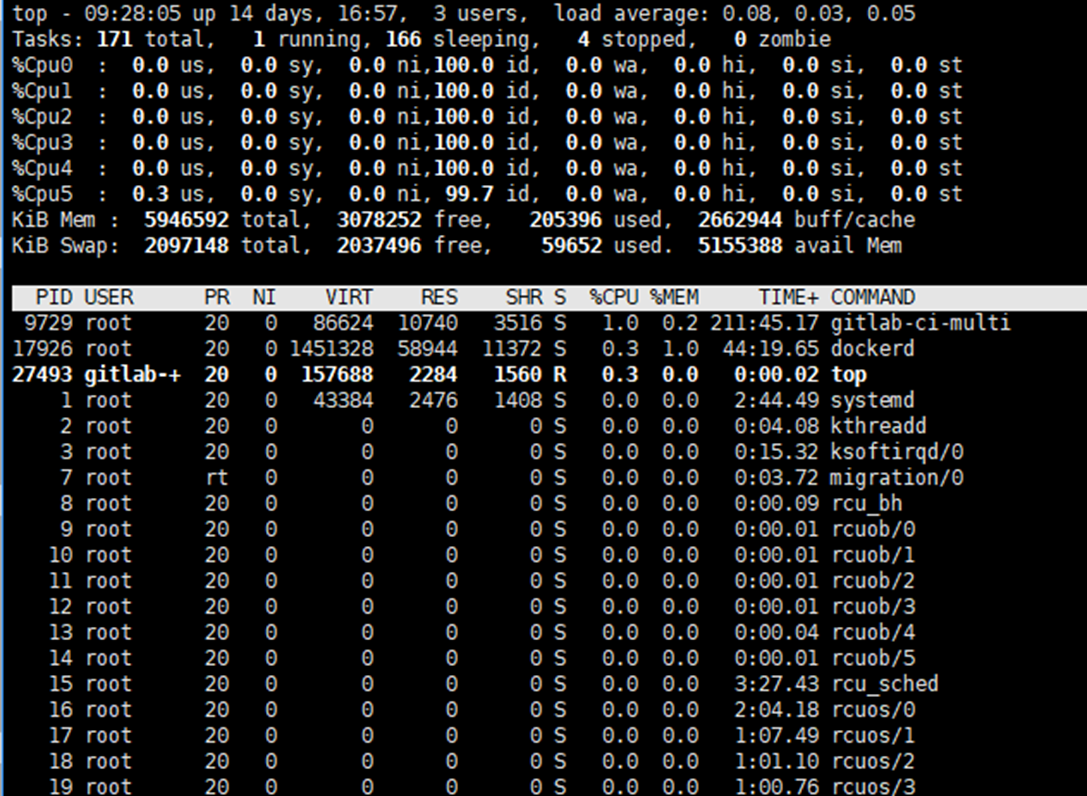 top - 09:28:05 up 14 days, 16:57,  3 users,  load average: 0.08, 0.03, 0.05
Tasks: 171 total,   1 running, 166 sleeping,   4 stopped,   0 zombie
%Cpu0  :  0.0 us,  0.0 sy,  0.0 ni,100.0 id,  0.0 wa,  0.0 hi,  0.0 si,  0.0 st
%Cpu1  :  0.0 us,  0.0 sy,  0.0 ni,100.0 id,  0.0 wa,  0.0 hi,  0.0 si,  0.0 st
%Cpu2  :  0.0 us,  0.0 sy,  0.0 ni,100.0 id,  0.0 wa,  0.0 hi,  0.0 si,  0.0 st
%Cpu3  :  0.0 us,  0.0 sy,  0.0 ni,100.0 id,  0.0 wa,  0.0 hi,  0.0 si,  0.0 st
%Cpu4  :  0.0 us,  0.0 sy,  0.0 ni,100.0 id,  0.0 wa,  0.0 hi,  0.0 si,  0.0 st
%Cpu5  :  0.3 us,  0.0 sy,  0.0 ni, 99.7 id,  0.0 wa,  0.0 hi,  0.0 si,  0.0 st
KiB Mem :  5946592 total,  3078252 free,   205396 used,  2662944 buff/cache
KiB Swap:  2097148 total,  2037496 free,    59652 used.  5155388 avail Mem
  PID USER      PR  NI    VIRT    RES    SHR S  %CPU %MEM     TIME+ COMMAND
 9729 root      20   0   86624  10740   3516 S   1.0  0.2 211:45.17 gitlab-ci-multi
17926 root      20   0 1451328  58944  11372 S   0.3  1.0  44:19.65 dockerd
27493 gitlab-+  20   0  157688   2284   1560 R   0.3  0.0   0:00.02 top
    1 root      20   0   43384   2476   1408 S   0.0  0.0   2:44.49 systemd
    2 root      20   0       0      0      0 S   0.0  0.0   0:04.08 kthreadd
    3 root      20   0       0      0      0 S   0.0  0.0   0:15.32 ksoftirqd/0
    7 root      rt   0       0      0      0 S   0.0  0.0   0:03.72 migration/0
    8 root      20   0       0      0      0 S   0.0  0.0   0:00.09 rcu_bh
    9 root      20   0       0      0      0 S   0.0  0.0   0:00.01 rcuob/0
   10 root      20   0       0      0      0 S   0.0  0.0   0:00.01 rcuob/1
   11 root      20   0       0      0      0 S   0.0  0.0   0:00.01 rcuob/2
   12 root      20   0       0      0      0 S   0.0  0.0   0:00.01 rcuob/3
   13 root      20   0       0      0      0 S   0.0  0.0   0:00.04 rcuob/4
   14 root      20   0       0      0      0 S   0.0  0.0   0:00.01 rcuob/5
   15 root      20   0       0      0      0 S   0.0  0.0   3:27.43 rcu_sched
   16 root      20   0       0      0      0 S   0.0  0.0   2:04.18 rcuos/0
   17 root      20   0       0      0      0 S   0.0  0.0   1:07.49 rcuos/1
   18 root      20   0       0      0      0 S   0.0  0.0   1:01.10 rcuos/2
   19 root      20   0       0      0      0 S   0.0  0.0   1:00.76 rcuos/3